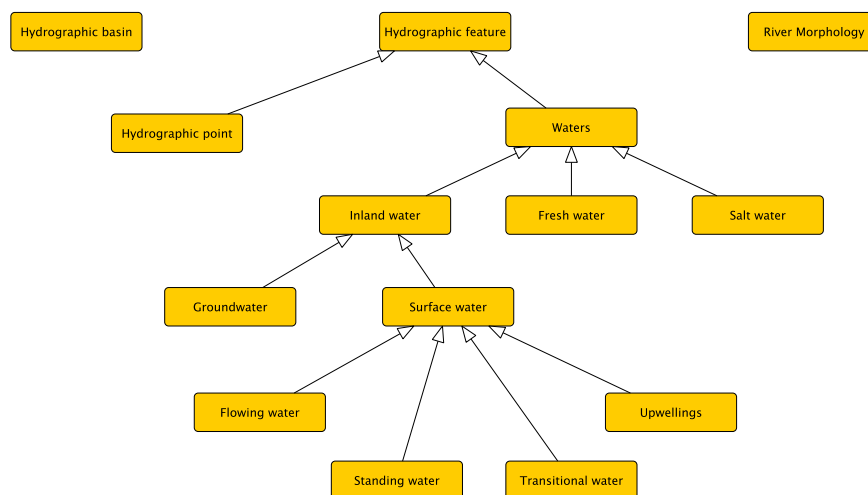 Hydrographic basin
Hydrographic feature
River Morphology
Hydrographic point
Waters
Inland water
Fresh water
Salt water
Groundwater
Surface water
Flowing water
Upwellings
Standing water
Transitional water